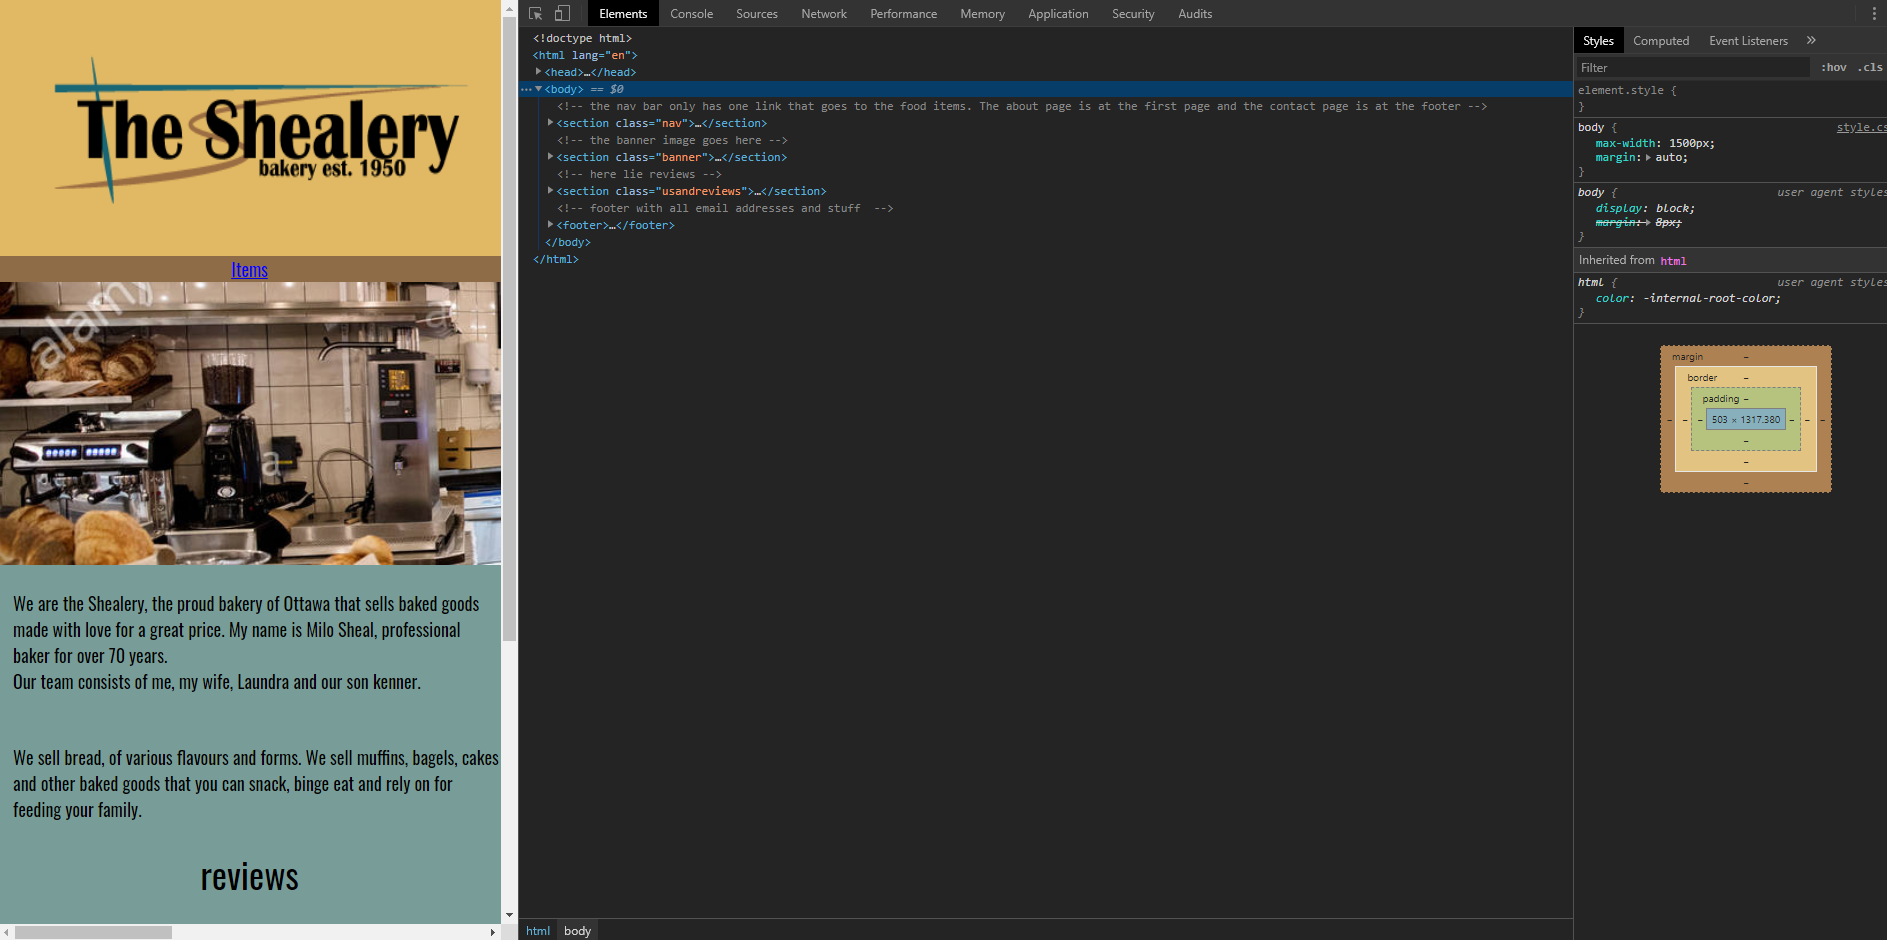 The Shealery
bakery est. 1950
Items
alamy
a
a
We are the Shealery, the proud bakery of Ottawa that sells baked goods
made with love for a great price. My name is Milo Sheal, professional
baker for over 70 years.
Our team consists of me, my wife, Laundra and our son kenner.
We sell bread, of various flavours and forms. We sell muffins, bagels, cakes
and other baked goods that you can snack, binge eat and rely on for
feeding your family.
reviews
Elements Console Sources Network Performance Memory Application Security Audits
<!doctype html>
<html lang="en">
<head>…</head>
<body> == $0
<!-- the nav bar only has one link that goes to the food items. The about page is at the first page and the contact page is at the footer -->
<section class="nav">…</section>
<!-- the banner image goes here -->
<section class="banner">…</section>
<!-- here lie reviews -->
<section class="usandreviews">…</section>
<!-- footer with all email addresses and stuff  -->
<footer>…</footer>
</body>
</html>
html body
Styles Computed Event Listeners »
Filter :hov .cls
element.style {
}
body { style.cs
max-width: 1500px;
margin: auto;
}
body { user agent styles
display: block;
margin: 8px;
}
Inherited from html
html { user agent styles
color: -internal-root-color;
}
margin –
border –
padding –
– – – 503 × 1317.380 – – –
–
–
–